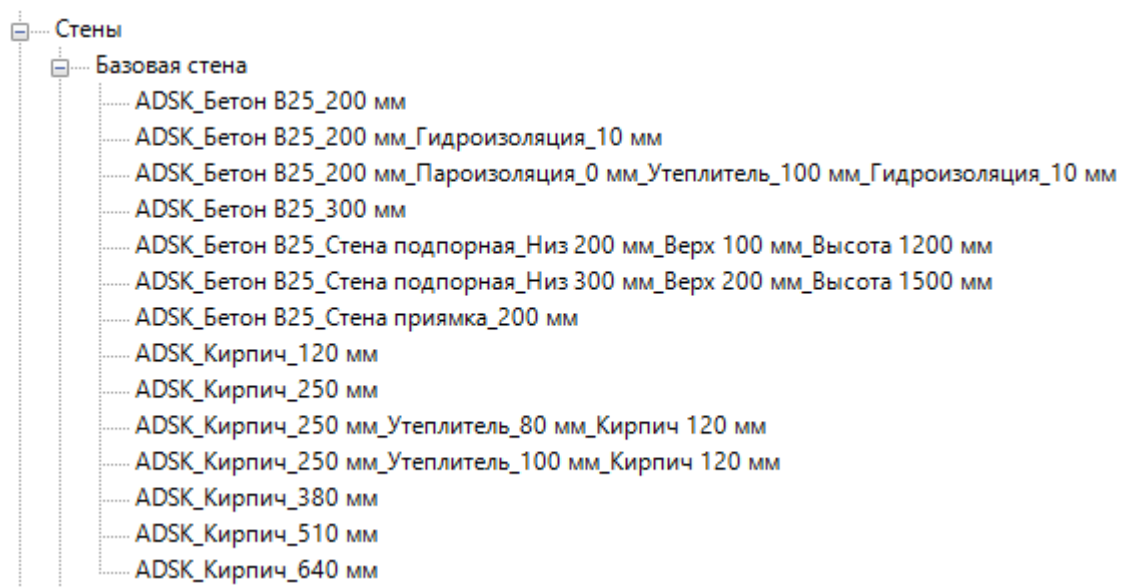 Стены
Базовая стена
ADSK_Бетон B25_200 мм
ADSK_Бетон B25_200 мм_Гидроизоляция_10 мм
ADSK_Бетон B25_200 мм_Пароизоляция_0 мм_Утеплитель_100 мм_Гидроизоляция_10 мм
ADSK_Бетон B25_300 мм
ADSK_Бетон B25_Стена подпорная_Низ 200 мм_Верх 100 мм_Высота 1200 мм
ADSK_Бетон B25_Стена подпорная_Низ 300 мм_Верх 200 мм_Высота 1500 мм
ADSK_Бетон B25_Стена приямка_200 мм
ADSK_Кирпич_120 мм
ADSK_Кирпич_250 мм
ADSK_Кирпич_250 мм_Утеплитель_80 мм_Кирпич 120 мм
ADSK_Кирпич_250 мм_Утеплитель_100 мм_Кирпич 120 мм
ADSK_Кирпич_380 мм
ADSK_Кирпич_510 мм
ADSK_Кирпич_640 мм